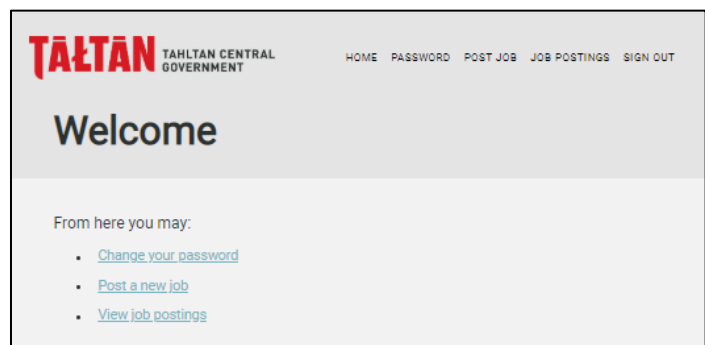 TĀŁTĀN TAHLTAN CENTRAL
GOVERNMENT
HOME PASSWORD POST JOB JOB POSTINGS SIGN OUT
Welcome
From here you may:
• Change your password
• Post a new job
• View job postings